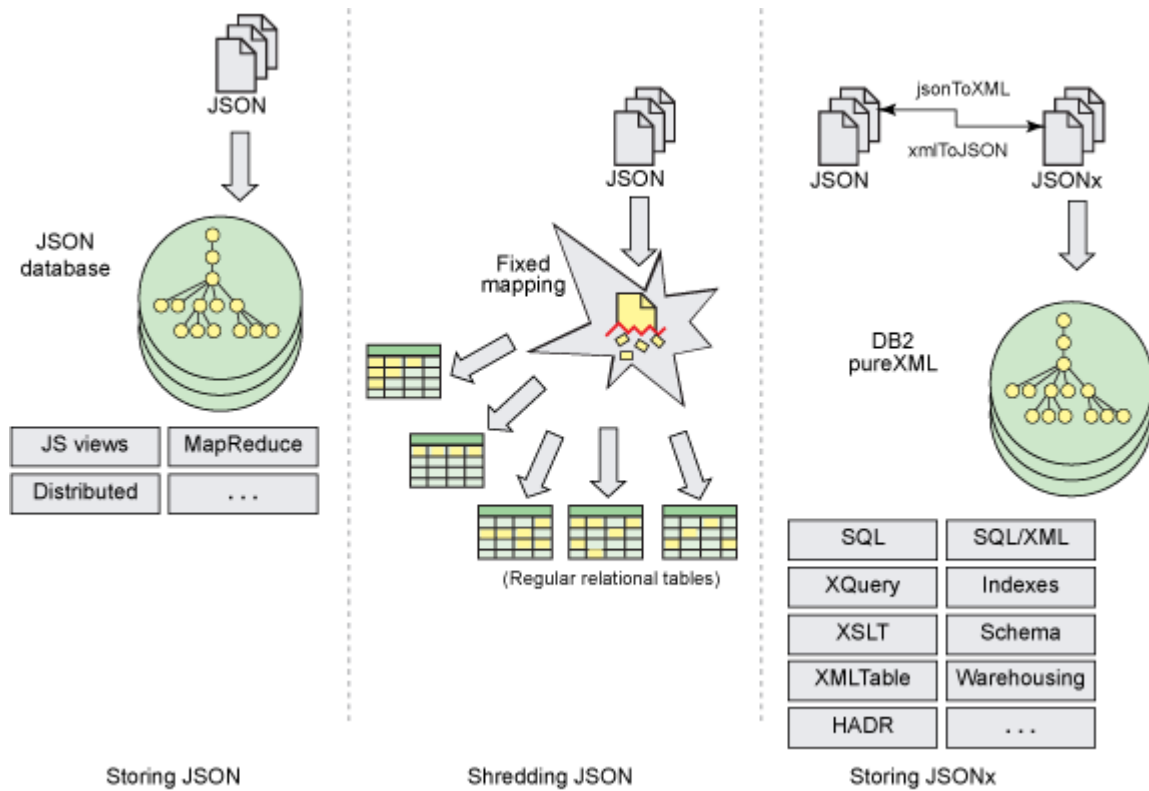 JSON
JSON
database
JS views
MapReduce
Distributed
. . .
Storing JSON
JSON
Fixed
mapping
(Regular relational tables)
Shredding JSON
jsonToXML
xmlToJSON
JSON
JSONx
DB2
pureXML
SQL
SQL/XML
XQuery
Indexes
XSLT
Schema
XMLTable
Warehousing
HADR
. . .
Storing JSONx